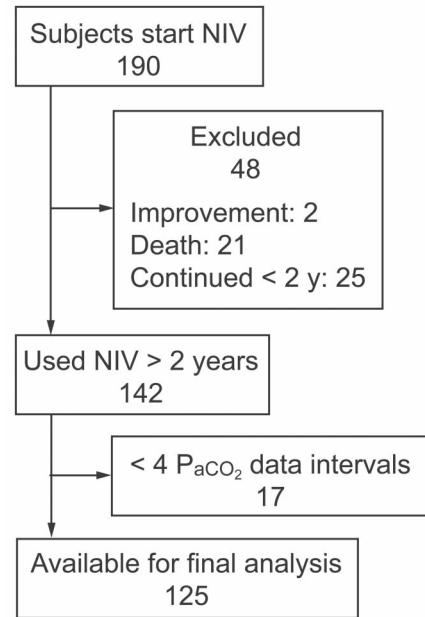 Subjects start NIV
190
Excluded
48
Improvement: 2
Death: 21
Continued < 2 y: 25
Used NIV > 2 years
142
< 4 PaCO₂ data intervals
17
Available for final analysis
125